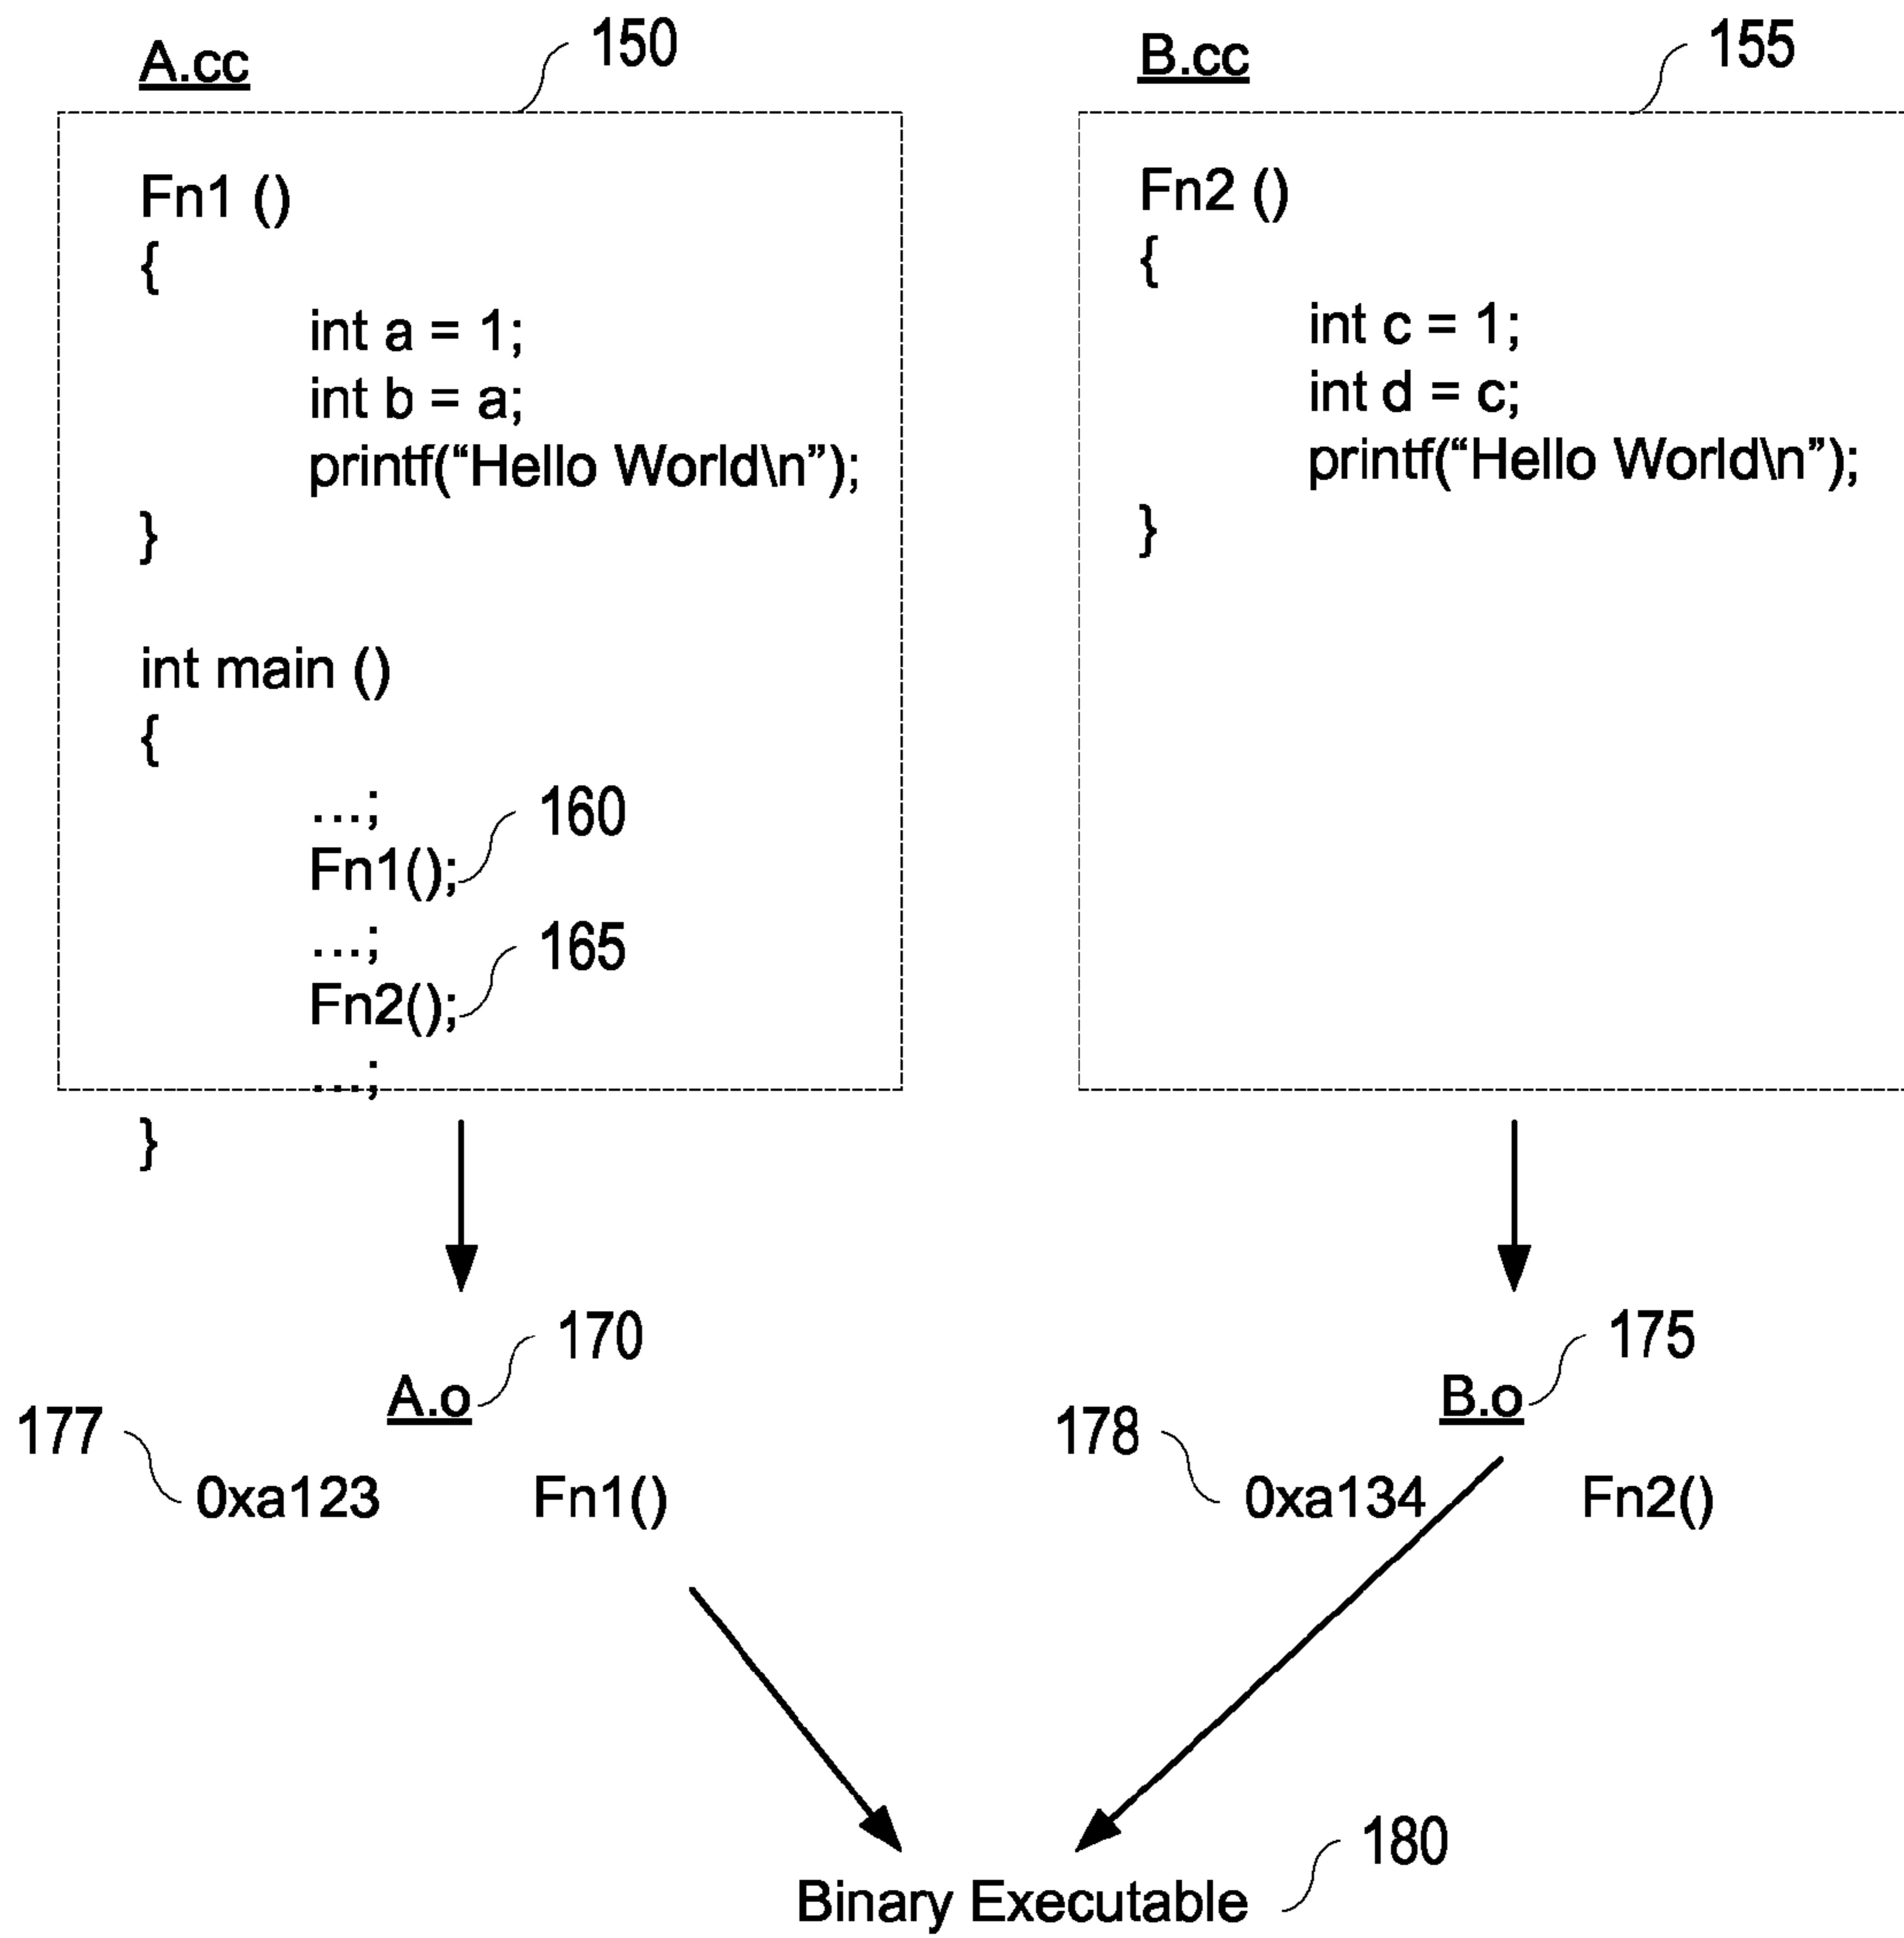 A.cc
150
Fn1 ()
{
int a = 1;
int b = a;
printf(“Hello World\n”);
}
int main ()
{
...;
160
Fn1();
...;
165
Fn2();
...;
}
B.cc
155
Fn2 ()
{
int c = 1;
int d = c;
printf(“Hello World\n”);
}
170
A.o
177
0xa123 Fn1()
175
B.o
178
0xa134 Fn2()
180
Binary Executable